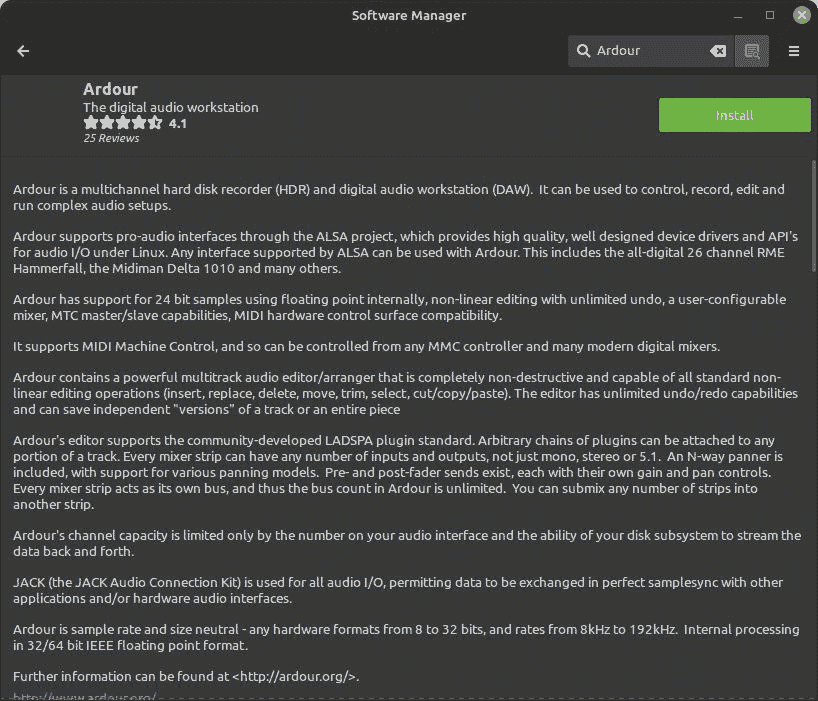 Software Manager
Ardour
Ardour
The digital audio workstation
4.1
25 Reviews
Install
Ardour is a multichannel hard disk recorder (HDR) and digital audio workstation (DAW).  It can be used to control, record, edit and
run complex audio setups.
Ardour supports pro-audio interfaces through the ALSA project, which provides high quality, well designed device drivers and API's
for audio I/O under Linux. Any interface supported by ALSA can be used with Ardour. This includes the all-digital 26 channel RME
Hammerfall, the Midiman Delta 1010 and many others.
Ardour has support for 24 bit samples using floating point internally, non-linear editing with unlimited undo, a user-configurable
mixer, MTC master/slave capabilities, MIDI hardware control surface compatibility.
It supports MIDI Machine Control, and so can be controlled from any MMC controller and many modern digital mixers.
Ardour contains a powerful multitrack audio editor/arranger that is completely non-destructive and capable of all standard non-
linear editing operations (insert, replace, delete, move, trim, select, cut/copy/paste). The editor has unlimited undo/redo capabilities
and can save independent "versions" of a track or an entire piece
Ardour's editor supports the community-developed LADSPA plugin standard. Arbitrary chains of plugins can be attached to any
portion of a track. Every mixer strip can have any number of inputs and outputs, not just mono, stereo or 5.1.  An N-way panner is
included, with support for various panning models.  Pre- and post-fader sends exist, each with their own gain and pan controls.
Every mixer strip acts as its own bus, and thus the bus count in Ardour is unlimited.  You can submix any number of strips into
another strip.
Ardour's channel capacity is limited only by the number on your audio interface and the ability of your disk subsystem to stream the
data back and forth.
JACK (the JACK Audio Connection Kit) is used for all audio I/O, permitting data to be exchanged in perfect samplesync with other
applications and/or hardware audio interfaces.
Ardour is sample rate and size neutral - any hardware formats from 8 to 32 bits, and rates from 8kHz to 192kHz.  Internal processing
in 32/64 bit IEEE floating point format.
Further information can be found at <http://ardour.org/>.
http://www.ardour.org/